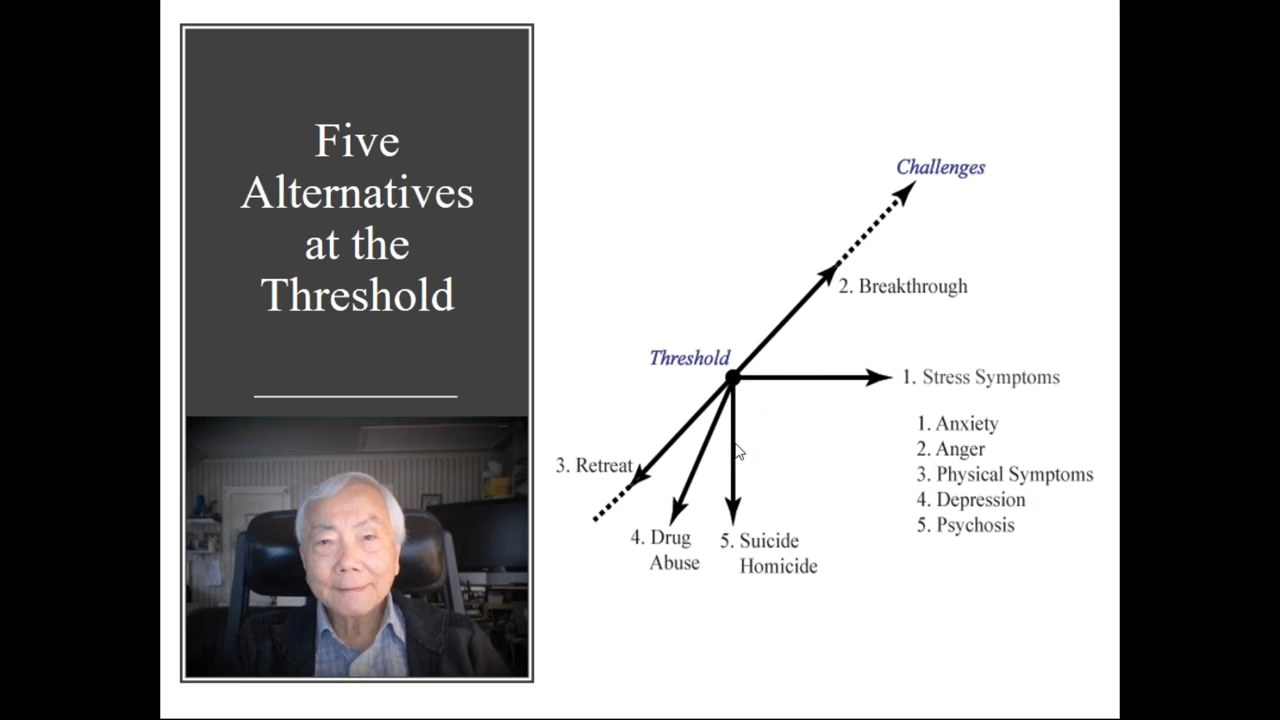 Five
Alternatives
at the
Threshold
Challenges
2. Breakthrough
Threshold
1. Stress Symptoms
1. Anxiety
2. Anger
3. Physical Symptoms
4. Depression
5. Psychosis
3. Retreat
4. Drug
Abuse
5. Suicide
Homicide